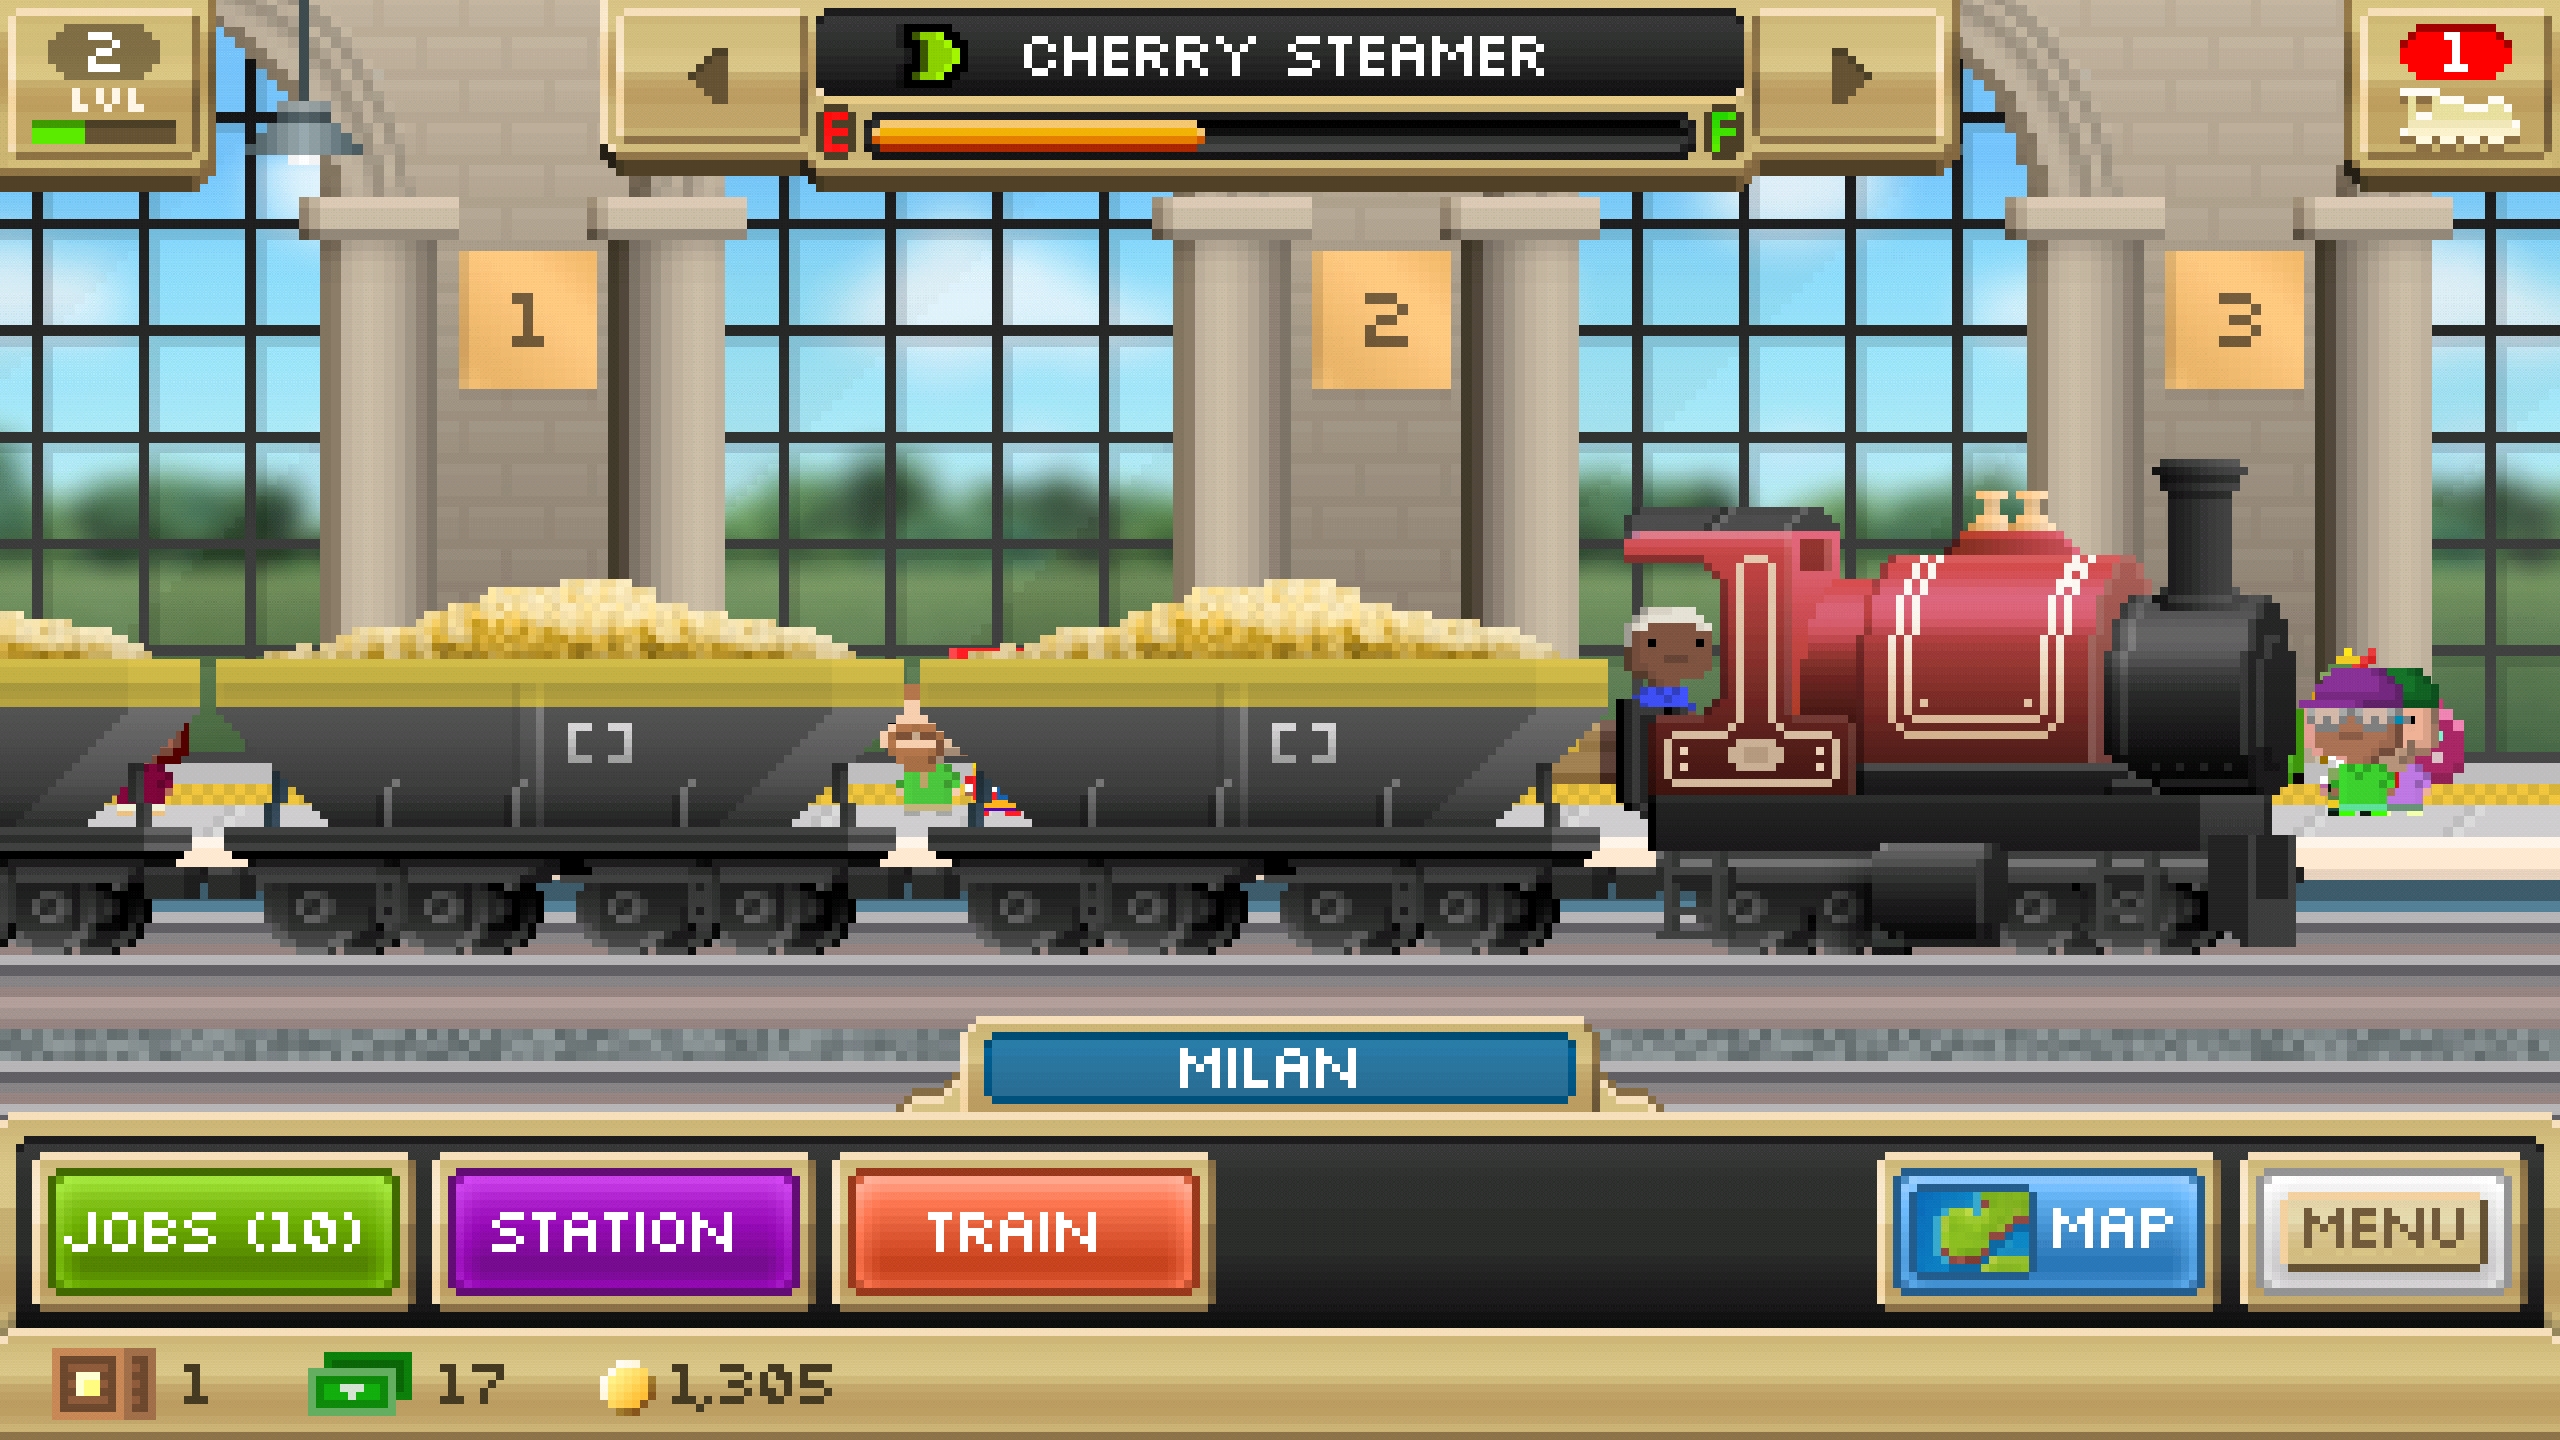 2
LVL
CHERRY STEAMER
E F
1
1
2
3
MILAN
JOBS (10)
STATION
TRAIN
MAP
MENU
1
17
1,305